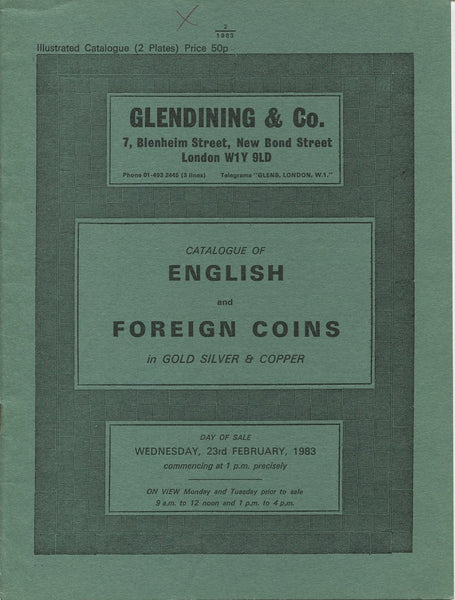 2
1983
Illustrated Catalogue (2 Plates) Price 50p
GLENDINING & Co.
7, Blenheim Street, New Bond Street
London W1Y 9LD
Phone 01-493 2445 (3 lines) Telegrams "GLENS, LONDON, W.1."
CATALOGUE OF
ENGLISH
and
FOREIGN COINS
in GOLD SILVER & COPPER
DAY OF SALE
WEDNESDAY, 23rd FEBRUARY, 1983
commencing at 1 p.m. precisely
ON VIEW Monday and Tuesday prior to sale
9 a.m. to 12 noon and 1 p.m. to 4 p.m.